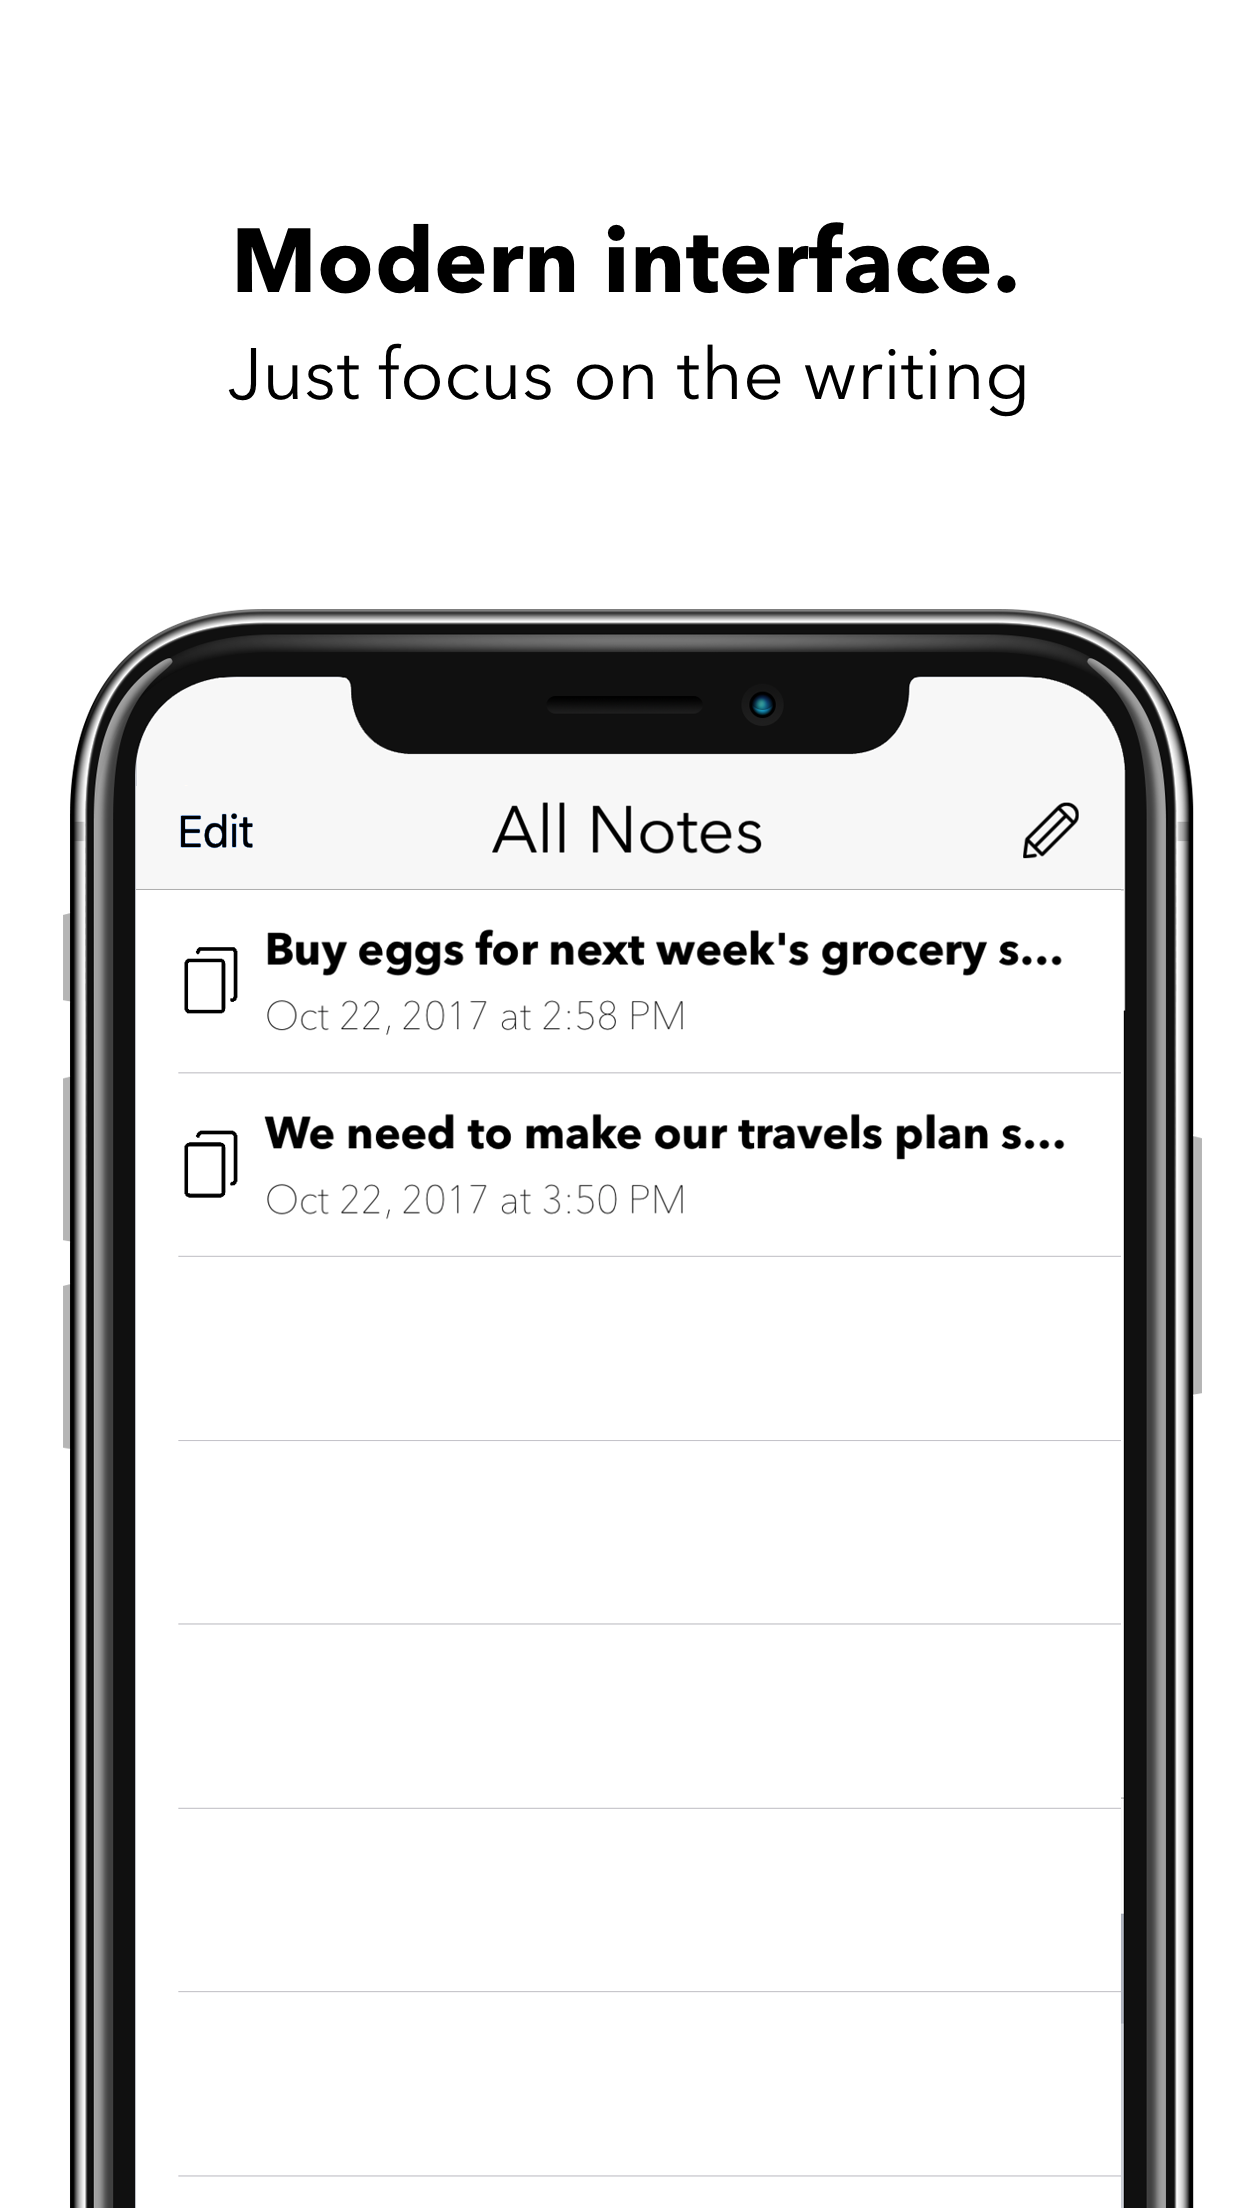 Modern interface.
Just focus on the writing
Edit
All Notes
Buy eggs for next week's grocery s...
Oct 22, 2017 at 2:58 PM
We need to make our travels plan s...
Oct 22, 2017 at 3:50 PM